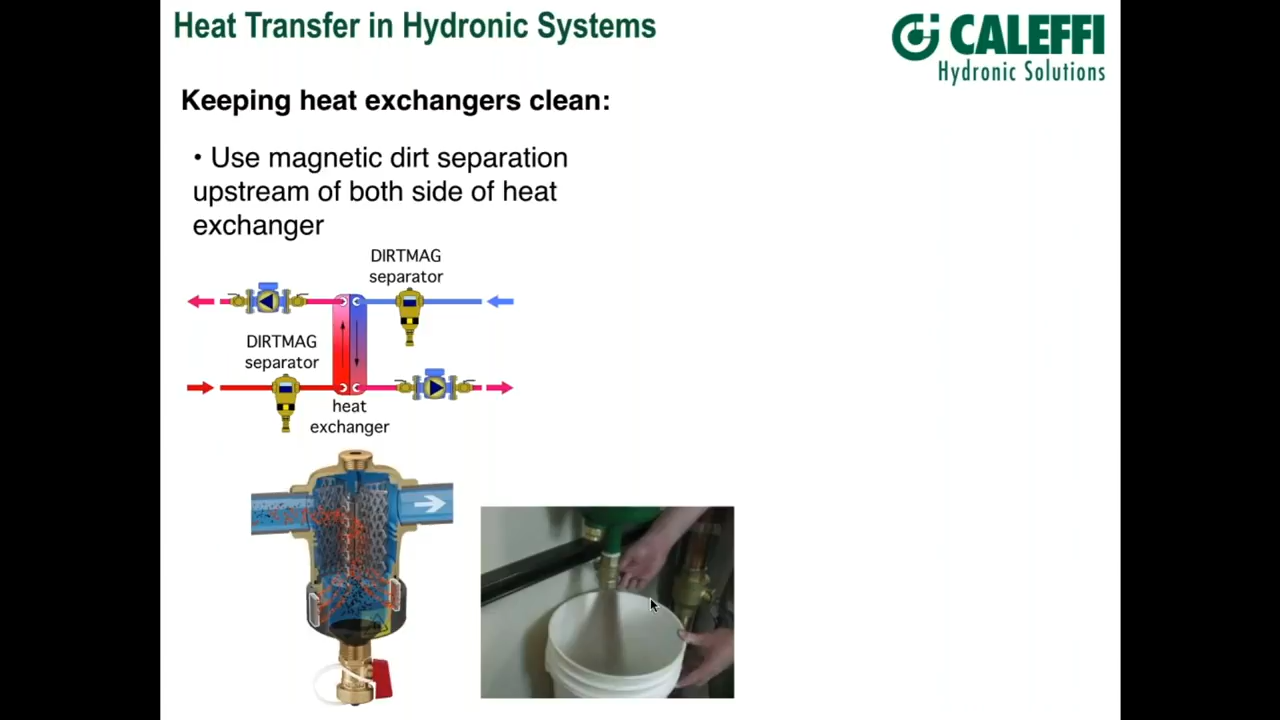 Heat Transfer in Hydronic Systems
CALEFFI
Hydronic Solutions
Keeping heat exchangers clean:
• Use magnetic dirt separation
upstream of both side of heat
exchanger
DIRTMAG
separator
DIRTMAG
separator
heat
exchanger